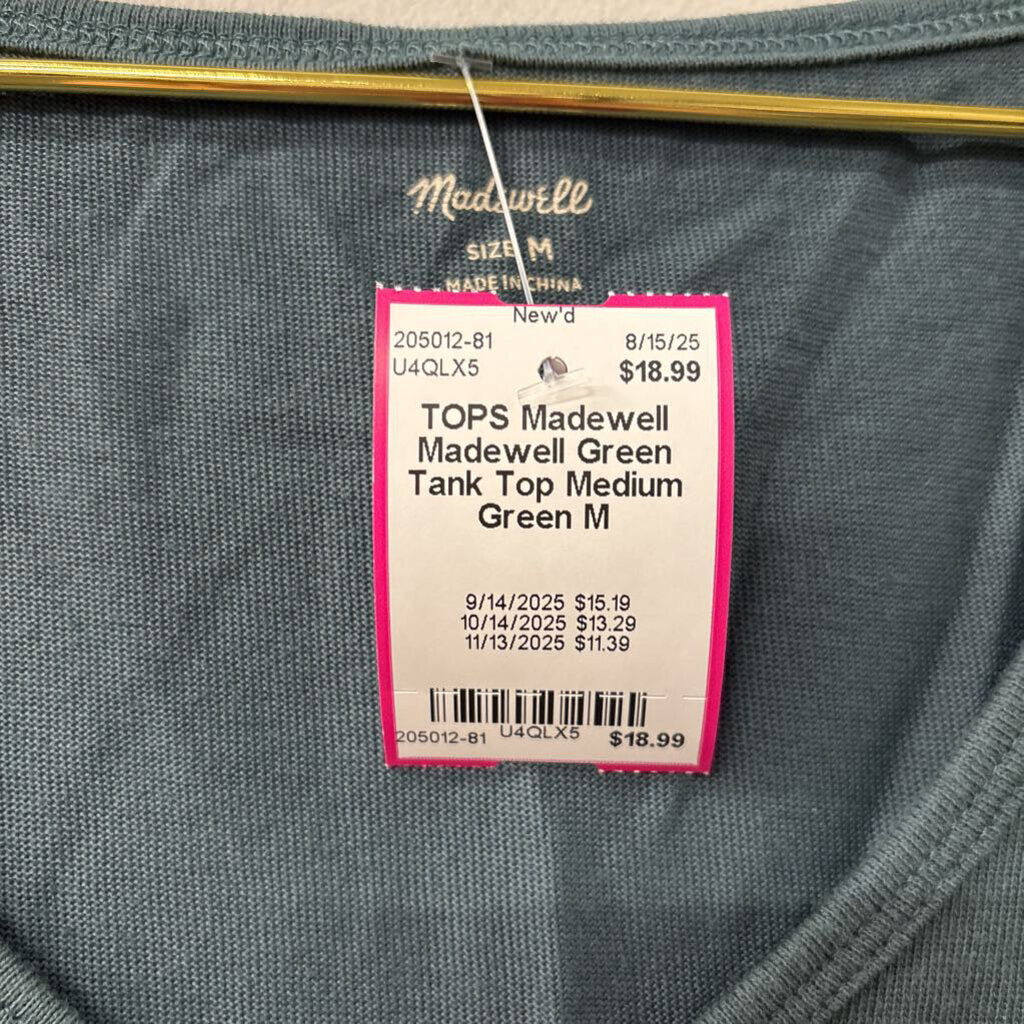 Madewell
SIZE M
MADE IN CHINA
New'd
205012-81 8/15/25
U4QLX5 $18.99
TOPS Madewell
Madewell Green
Tank Top Medium
Green M
9/14/2025 $15.19
10/14/2025 $13.29
11/13/2025 $11.39
205012-81 U4QLX5 $18.99